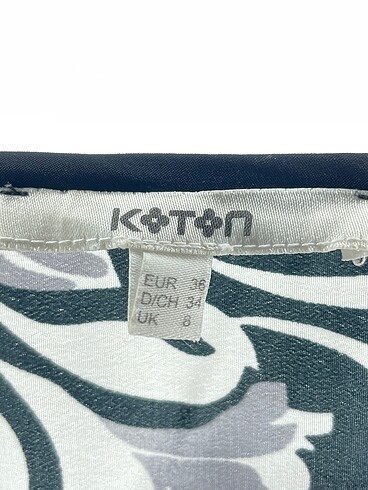 KOTON
EUR 36
D/CH 34
UK 8